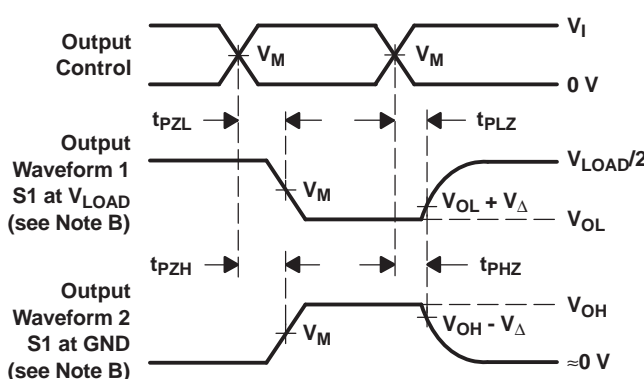 Output
Control
V_I
V_M
V_M
0 V
t_PZL
t_PLZ
Output
Waveform 1
S1 at V_LOAD
(see Note B)
V_LOAD/2
V_M
V_OL + V_Δ
V_OL
t_PZH
t_PHZ
Output
Waveform 2
S1 at GND
(see Note B)
V_OH
V_OH - V_Δ
V_M
≈0 V